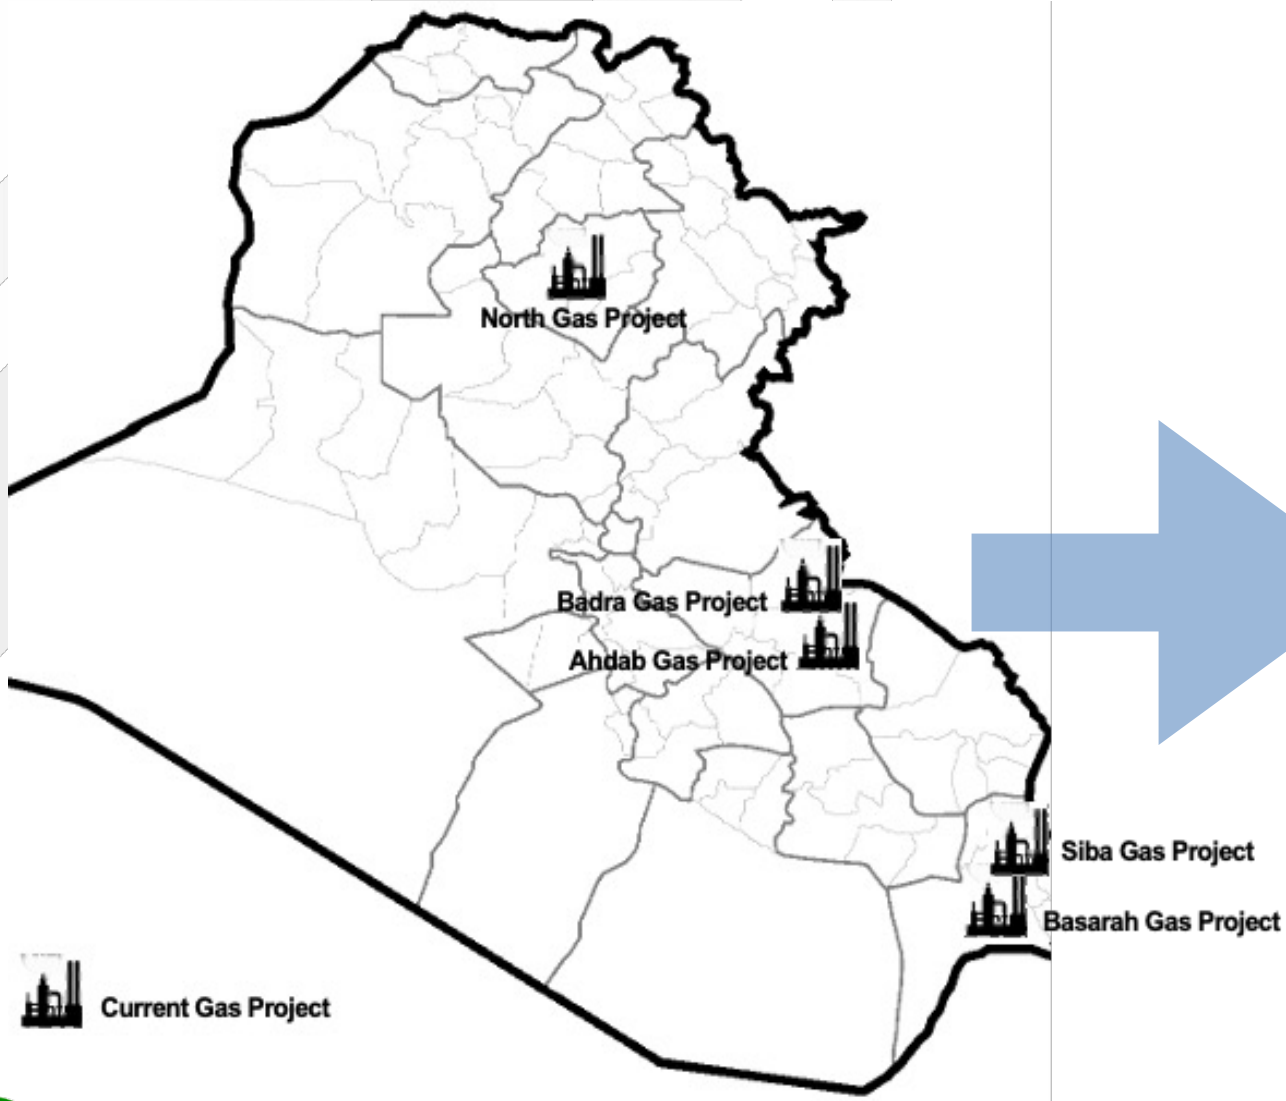 North Gas Project
Badra Gas Project
Ahdab Gas Project
Siba Gas Project
Basarah Gas Project
Current Gas Project